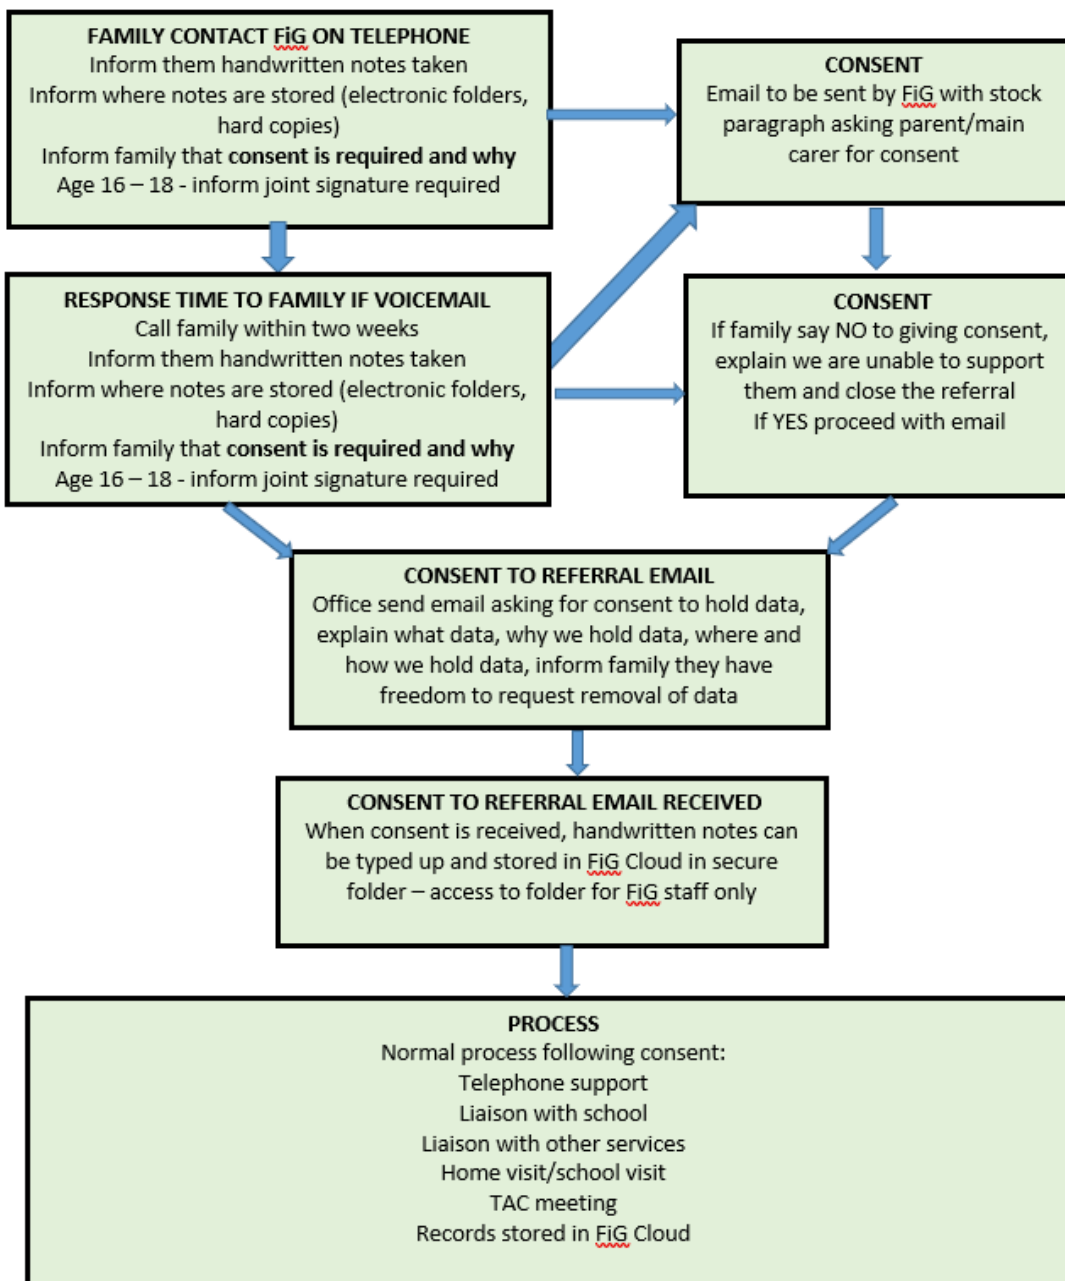 FAMILY CONTACT FiG ON TELEPHONE
Inform them handwritten notes taken
Inform where notes are stored (electronic folders,
hard copies)
Inform family that consent is required and why
Age 16 – 18 - inform joint signature required
CONSENT
Email to be sent by FiG with stock
paragraph asking parent/main
carer for consent
RESPONSE TIME TO FAMILY IF VOICEMAIL
Call family within two weeks
Inform them handwritten notes taken
Inform where notes are stored (electronic folders,
hard copies)
Inform family that consent is required and why
Age 16 – 18 - inform joint signature required
CONSENT
If family say NO to giving consent,
explain we are unable to support
them and close the referral
If YES proceed with email
CONSENT TO REFERRAL EMAIL
Office send email asking for consent to hold data,
explain what data, why we hold data, where and
how we hold data, inform family they have
freedom to request removal of data
CONSENT TO REFERRAL EMAIL RECEIVED
When consent is received, handwritten notes can
be typed up and stored in FiG Cloud in secure
folder – access to folder for FiG staff only
PROCESS
Normal process following consent:
Telephone support
Liaison with school
Liaison with other services
Home visit/school visit
TAC meeting
Records stored in FiG Cloud